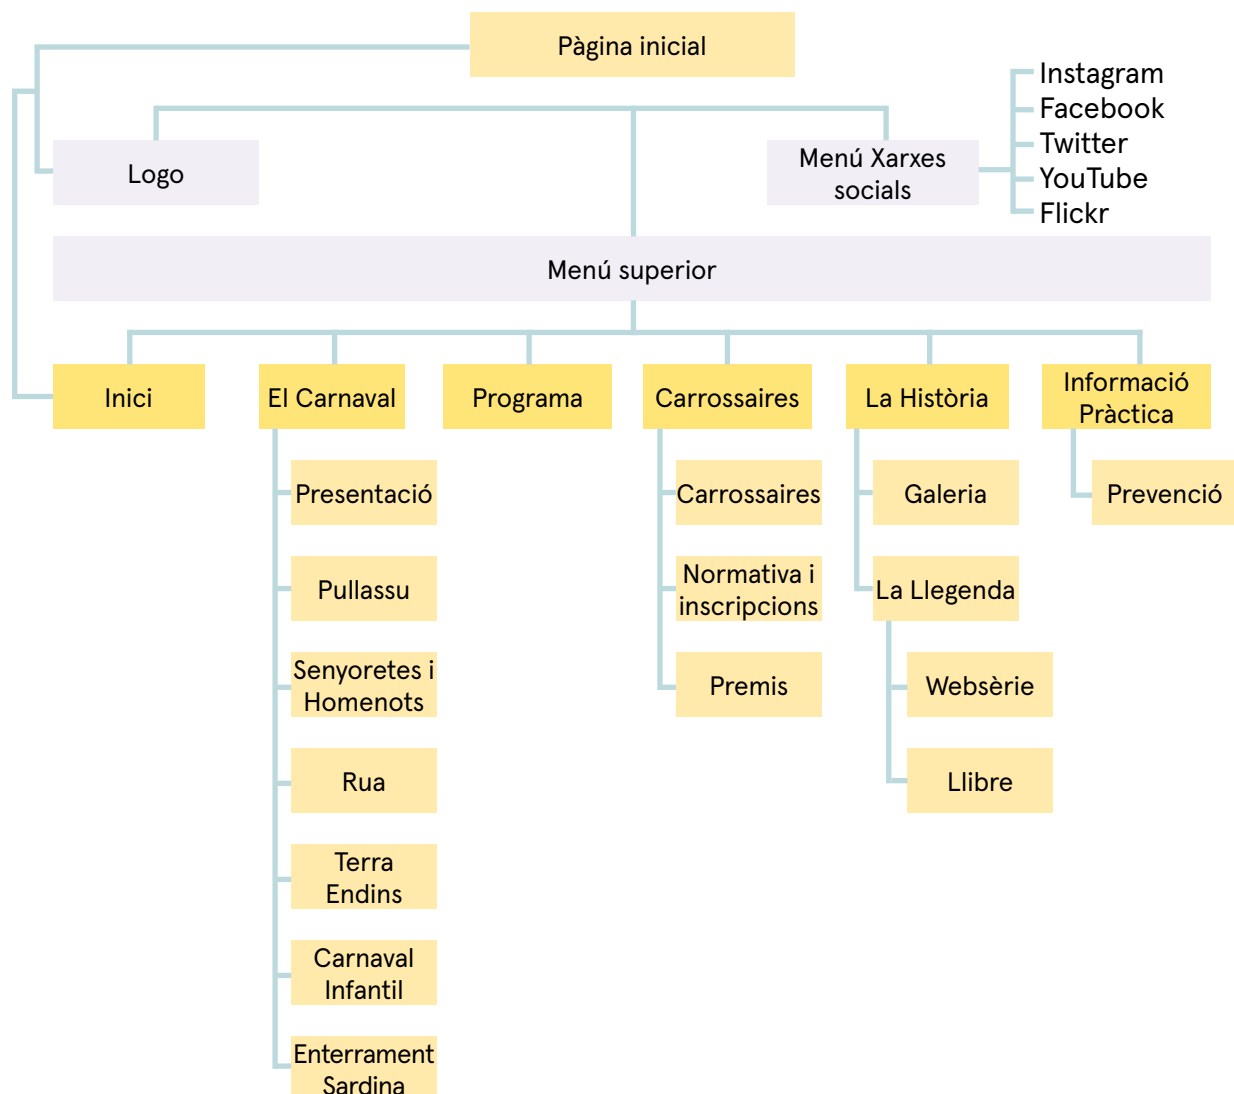 Pàgina inicial
Instagram
Facebook
Twitter
YouTube
Flickr
Logo
Menú Xarxes
socials
Menú superior
Inici
El Carnaval
Programa
Carrossaires
La Història
Informació
Pràctica
Presentació
Pullassu
Senyoretes i
Homenots
Rua
Terra
Endins
Carnaval
Infantil
Enterrament
Sardina
Carrossaires
Normativa i
inscripcions
Premis
Galeria
La Llegenda
Websèrie
Llibre
Prevenció